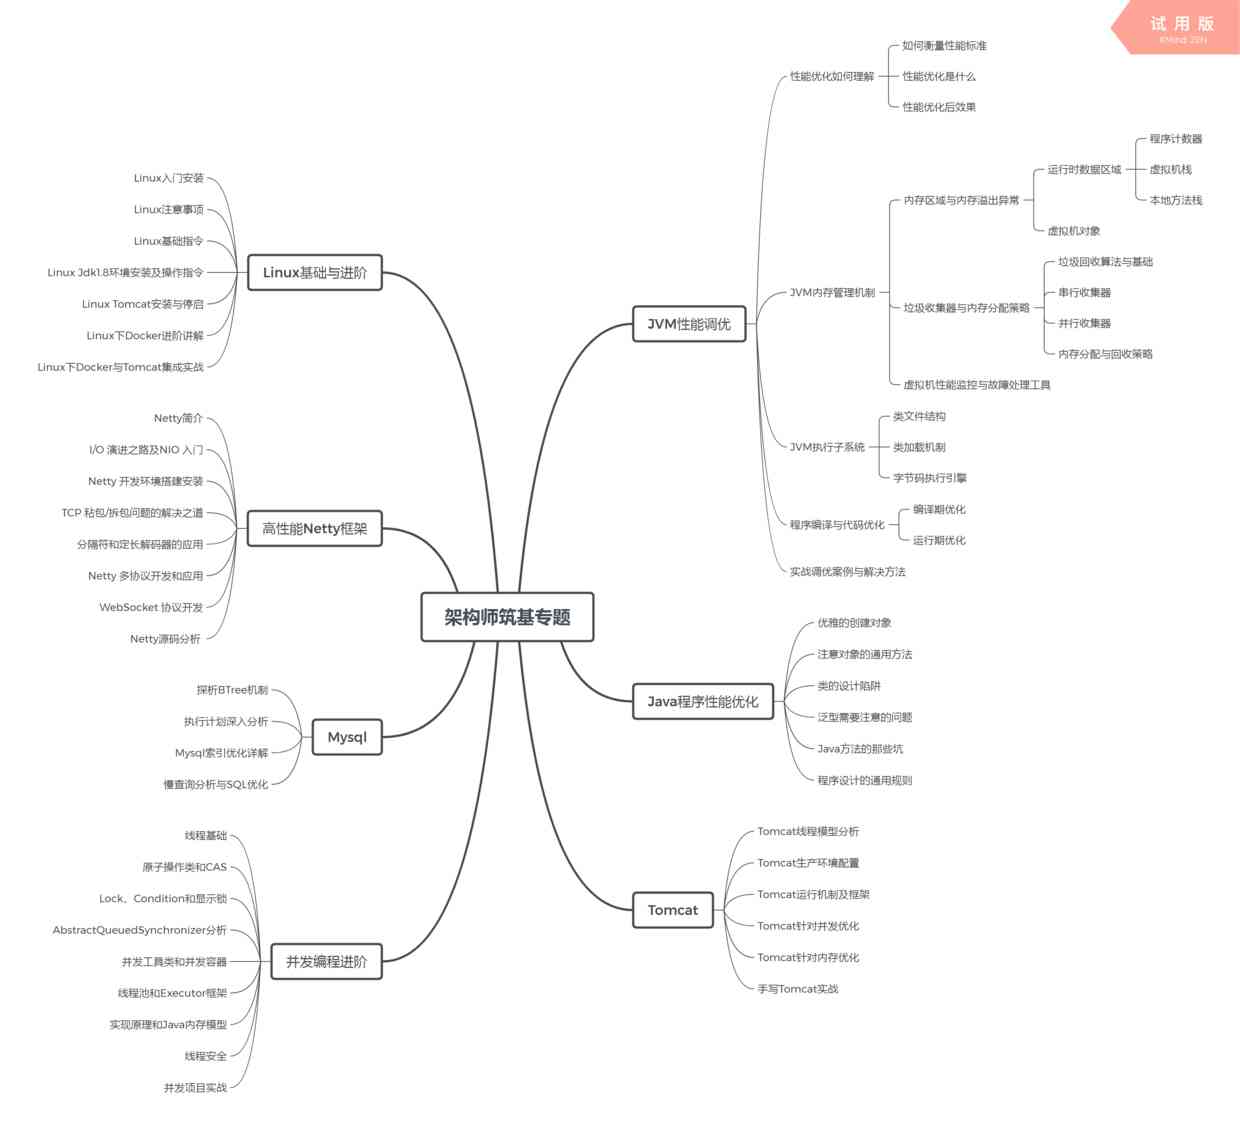 试用版
XMind: ZEN
架构师筑基专题
JVM性能调优
性能优化如何理解
如何衡量性能标准
性能优化是什么
性能优化后效果
JVM内存管理机制
内存区域与内存溢出异常
运行时数据区域
程序计数器
虚拟机栈
本地方法栈
虚拟机对象
垃圾收集器与内存分配策略
垃圾回收算法与基础
串行收集器
并行收集器
内存分配与回收策略
虚拟机性能监控与故障处理工具
JVM执行子系统
类文件结构
类加载机制
字节码执行引擎
程序编译与代码优化
编译期优化
运行期优化
实战调优案例与解决方法
Java程序性能优化
优雅的创建对象
注意对象的通用方法
类的设计陷阱
泛型需要注意的问题
Java方法的那些坑
程序设计的通用规则
Tomcat
Tomcat线程模型分析
Tomcat生产环境配置
Tomcat运行机制及框架
Tomcat针对并发优化
Tomcat针对内存优化
手写Tomcat实战
Linux基础与进阶
Linux入门安装
Linux注意事项
Linux基础指令
Linux Jdk1.8环境安装及操作指令
Linux Tomcat安装与停启
Linux下Docker进阶讲解
Linux下Docker与Tomcat集成实战
高性能Netty框架
Netty简介
I/O 演进之路及NIO 入门
Netty 开发环境搭建安装
TCP 粘包/拆包问题的解决之道
分隔符和定长解码器的应用
Netty 多协议开发和应用
WebSocket 协议开发
Netty源码分析
Mysql
探析BTree机制
执行计划深入分析
Mysql索引优化详解
慢查询分析与SQL优化
并发编程进阶
线程基础
原子操作类和CAS
Lock、Condition和显示锁
AbstractQueuedSynchronizer分析
并发工具类和并发容器
线程池和Executor框架
实现原理和Java内存模型
线程安全
并发项目实战